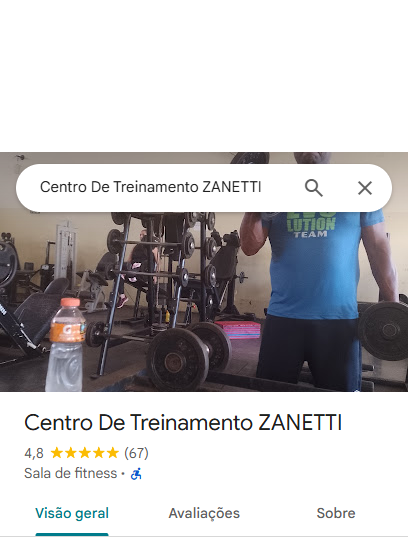 Centro De Treinamento ZANETTI
LUTION
TEAM
Centro De Treinamento ZANETTI
4,8 ★★★★★ (67)
Sala de fitness ·
Visão geral Avaliações Sobre